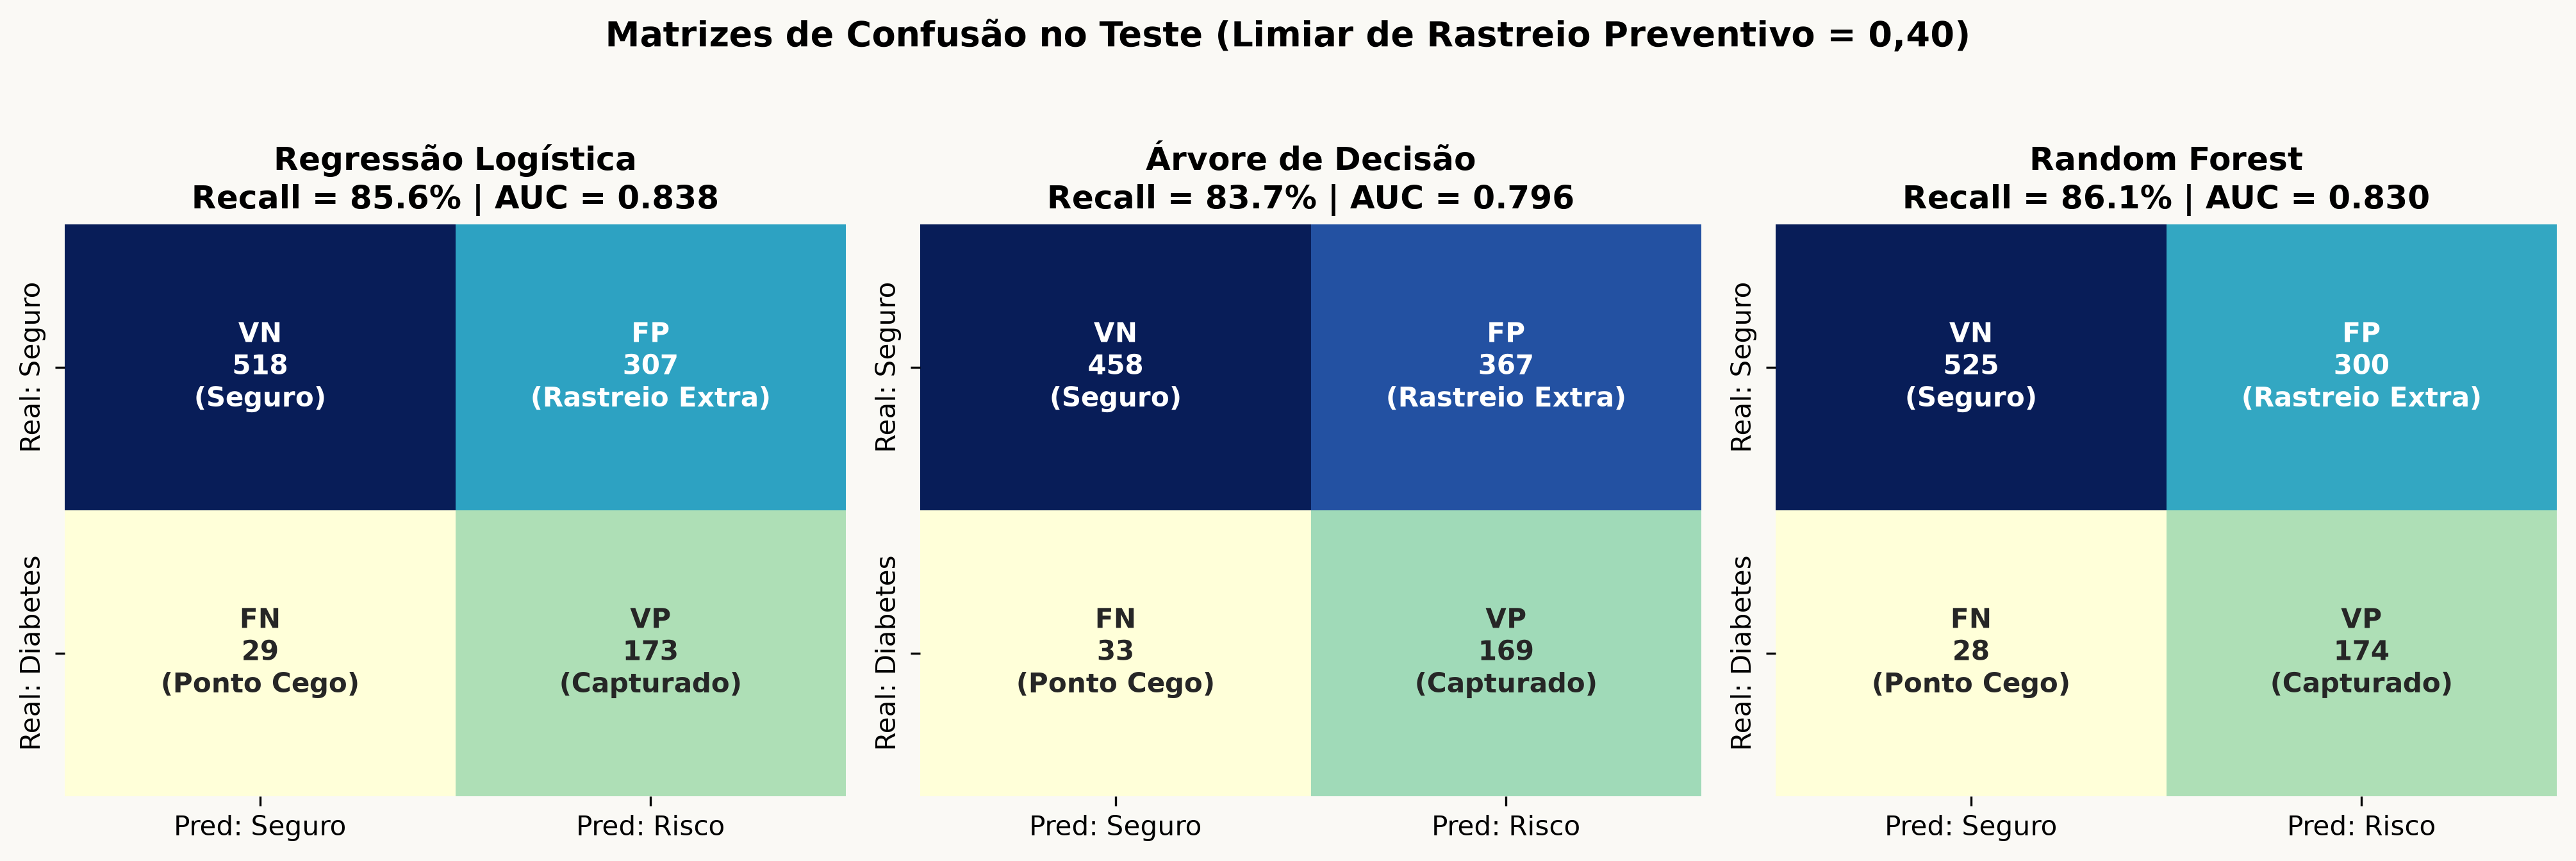 Matrizes de Confusão no Teste (Limiar de Rastreio Preventivo = 0,40)
Regressão Logística
Recall = 85.6% | AUC = 0.838
Real: Seguro
VN
518
(Seguro)
FP
307
(Rastreio Extra)
Real: Diabetes
FN
29
(Ponto Cego)
VP
173
(Capturado)
Pred: Seguro
Pred: Risco
Árvore de Decisão
Recall = 83.7% | AUC = 0.796
Real: Seguro
VN
458
(Seguro)
FP
367
(Rastreio Extra)
Real: Diabetes
FN
33
(Ponto Cego)
VP
169
(Capturado)
Pred: Seguro
Pred: Risco
Random Forest
Recall = 86.1% | AUC = 0.830
Real: Seguro
VN
525
(Seguro)
FP
300
(Rastreio Extra)
Real: Diabetes
FN
28
(Ponto Cego)
VP
174
(Capturado)
Pred: Seguro
Pred: Risco